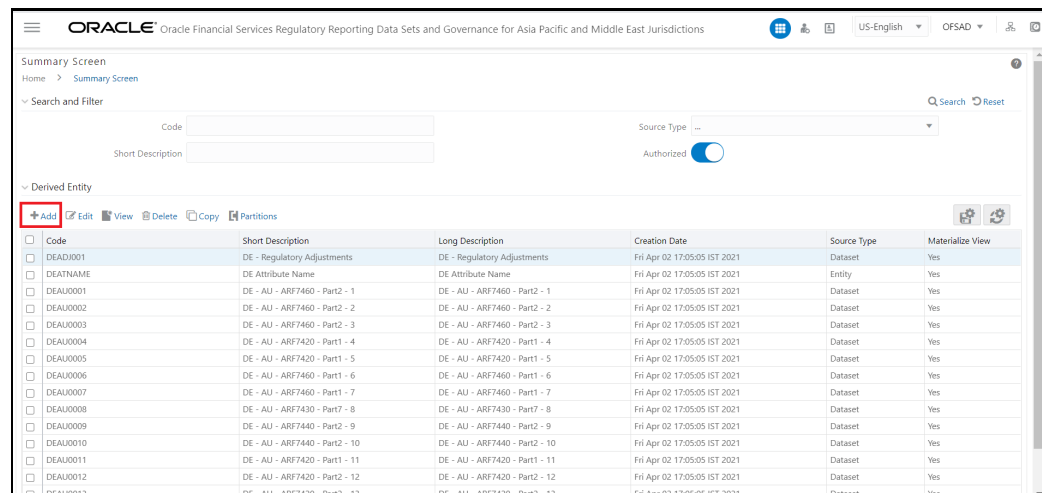 ORACLE Oracle Financial Services Regulatory Reporting Data Sets and Governance for Asia Pacific and Middle East Jurisdictions US-English OFSAD
Summary Screen
Home > Summary Screen
Search and Filter Search Reset
Code Source Type ...
Short Description Authorized
Derived Entity
Add Edit View Delete Copy Partitions
Code Short Description Long Description Creation Date Source Type Materialize View
DEADJ001 DE - Regulatory Adjustments DE - Regulatory Adjustments Fri Apr 02 17:05:05 IST 2021 Dataset Yes
DEATNAME DE Attribute Name DE Attribute Name Fri Apr 02 17:05:05 IST 2021 Entity Yes
DEAU0001 DE - AU - ARF7460 - Part2 - 1 DE - AU - ARF7460 - Part2 - 1 Fri Apr 02 17:05:05 IST 2021 Dataset Yes
DEAU0002 DE - AU - ARF7460 - Part2 - 2 DE - AU - ARF7460 - Part2 - 2 Fri Apr 02 17:05:05 IST 2021 Dataset Yes
DEAU0003 DE - AU - ARF7460 - Part2 - 3 DE - AU - ARF7460 - Part2 - 3 Fri Apr 02 17:05:05 IST 2021 Dataset Yes
DEAU0004 DE - AU - ARF7420 - Part1 - 4 DE - AU - ARF7420 - Part1 - 4 Fri Apr 02 17:05:05 IST 2021 Dataset Yes
DEAU0005 DE - AU - ARF7420 - Part1 - 5 DE - AU - ARF7420 - Part1 - 5 Fri Apr 02 17:05:05 IST 2021 Dataset Yes
DEAU0006 DE - AU - ARF7460 - Part1 - 6 DE - AU - ARF7460 - Part1 - 6 Fri Apr 02 17:05:05 IST 2021 Dataset Yes
DEAU0007 DE - AU - ARF7460 - Part1 - 7 DE - AU - ARF7460 - Part1 - 7 Fri Apr 02 17:05:05 IST 2021 Dataset Yes
DEAU0008 DE - AU - ARF7430 - Part7 - 8 DE - AU - ARF7430 - Part7 - 8 Fri Apr 02 17:05:05 IST 2021 Dataset Yes
DEAU0009 DE - AU - ARF7440 - Part2 - 9 DE - AU - ARF7440 - Part2 - 9 Fri Apr 02 17:05:05 IST 2021 Dataset Yes
DEAU0010 DE - AU - ARF7440 - Part2 - 10 DE - AU - ARF7440 - Part2 - 10 Fri Apr 02 17:05:05 IST 2021 Dataset Yes
DEAU0011 DE - AU - ARF7420 - Part1 - 11 DE - AU - ARF7420 - Part1 - 11 Fri Apr 02 17:05:05 IST 2021 Dataset Yes
DEAU0012 DE - AU - ARF7420 - Part2 - 12 DE - AU - ARF7420 - Part2 - 12 Fri Apr 02 17:05:05 IST 2021 Dataset Yes